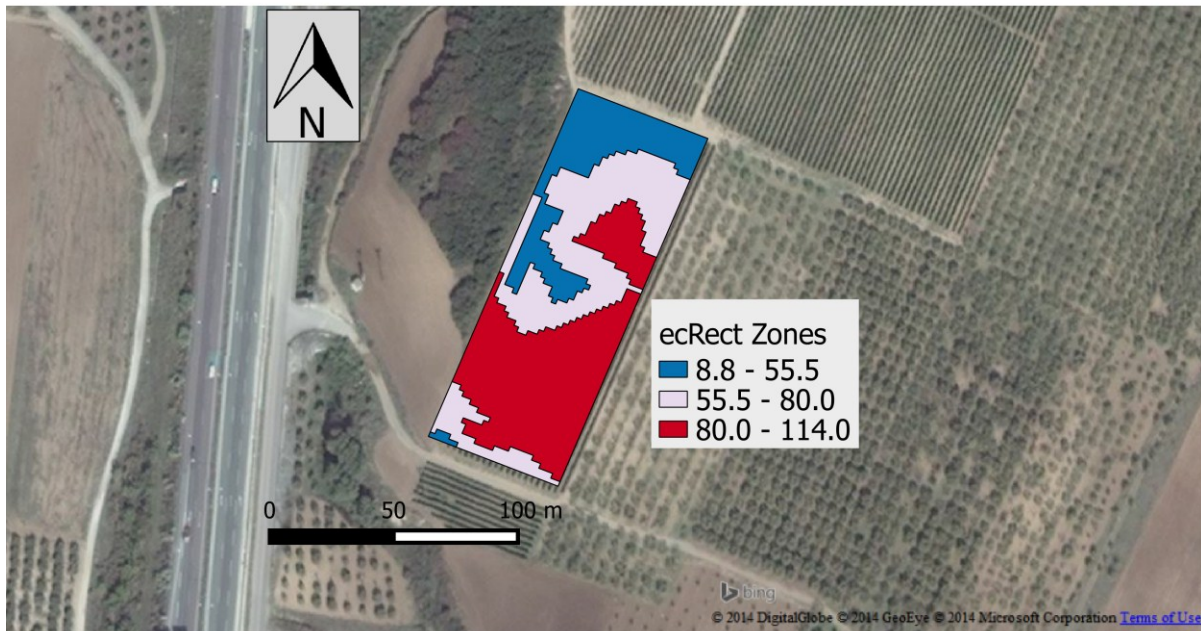 N
ecRect Zones
8.8 - 55.5
55.5 - 80.0
80.0 - 114.0
0 50 100 m
bing
© 2014 DigitalGlobe © 2014 GeoEye © 2014 Microsoft Corporation Terms of Use